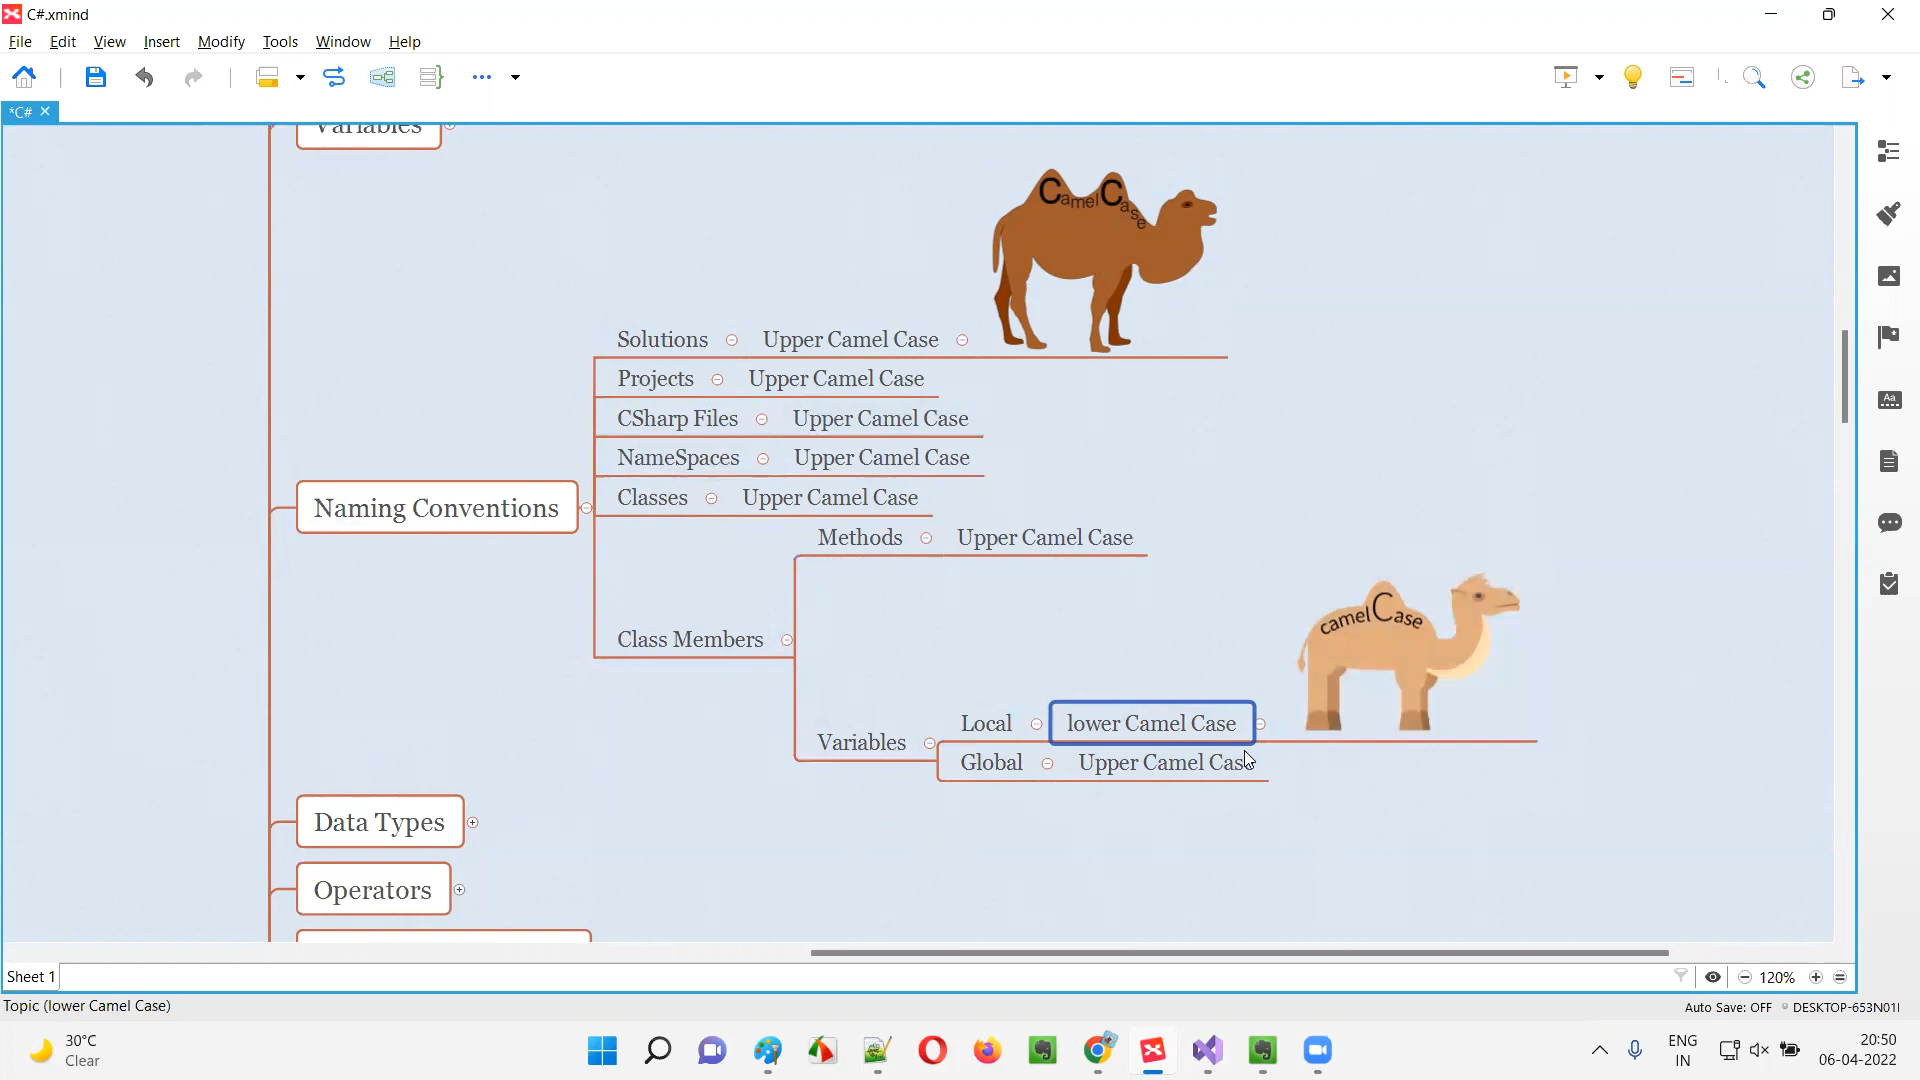 C#.xmind
File Edit View Insert Modify Tools Window Help
*C#
Variables
CamelCase
Solutions Upper Camel Case
Projects Upper Camel Case
CSharp Files Upper Camel Case
NameSpaces Upper Camel Case
Naming Conventions
Classes Upper Camel Case
Methods Upper Camel Case
camelCase
Class Members
Local lower Camel Case
Variables
Global Upper Camel Case
Data Types
Operators
Sheet 1
120%
Topic (lower Camel Case)
Auto Save: OFF DESKTOP-653N01I
30°C
Clear
ENG
IN
20:50
06-04-2022